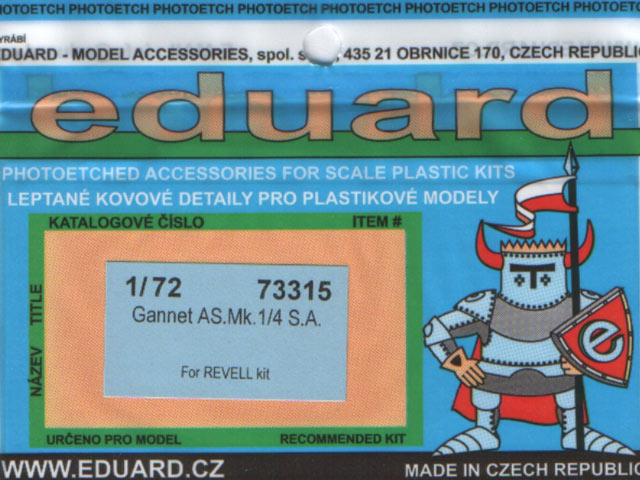 PHOTOETCH PHOTOETCH PHOTOETCH PHOTOETCH PHOTOETCH PHOTOETCH PHOTOETCH
YRÁBÍ
DUARD - MODEL ACCESSORIES, spol. s 435 21 OBRNICE 170, CZECH REPUBLIC
eduard
PHOTOETCHED ACCESSORIES FOR SCALE PLASTIC KITS
LEPTANÉ KOVOVÉ DETAILY PRO PLASTIKOVÉ MODELY
KATALOGOVÉ ČÍSLO ITEM #
NÁZEV TITLE
1/72 73315
Gannet AS.Mk.1/4 S.A.
For REVELL kit
e
URČENO PRO MODEL RECOMMENDED KIT
WWW.EDUARD.CZ MADE IN CZECH REPUBLIC